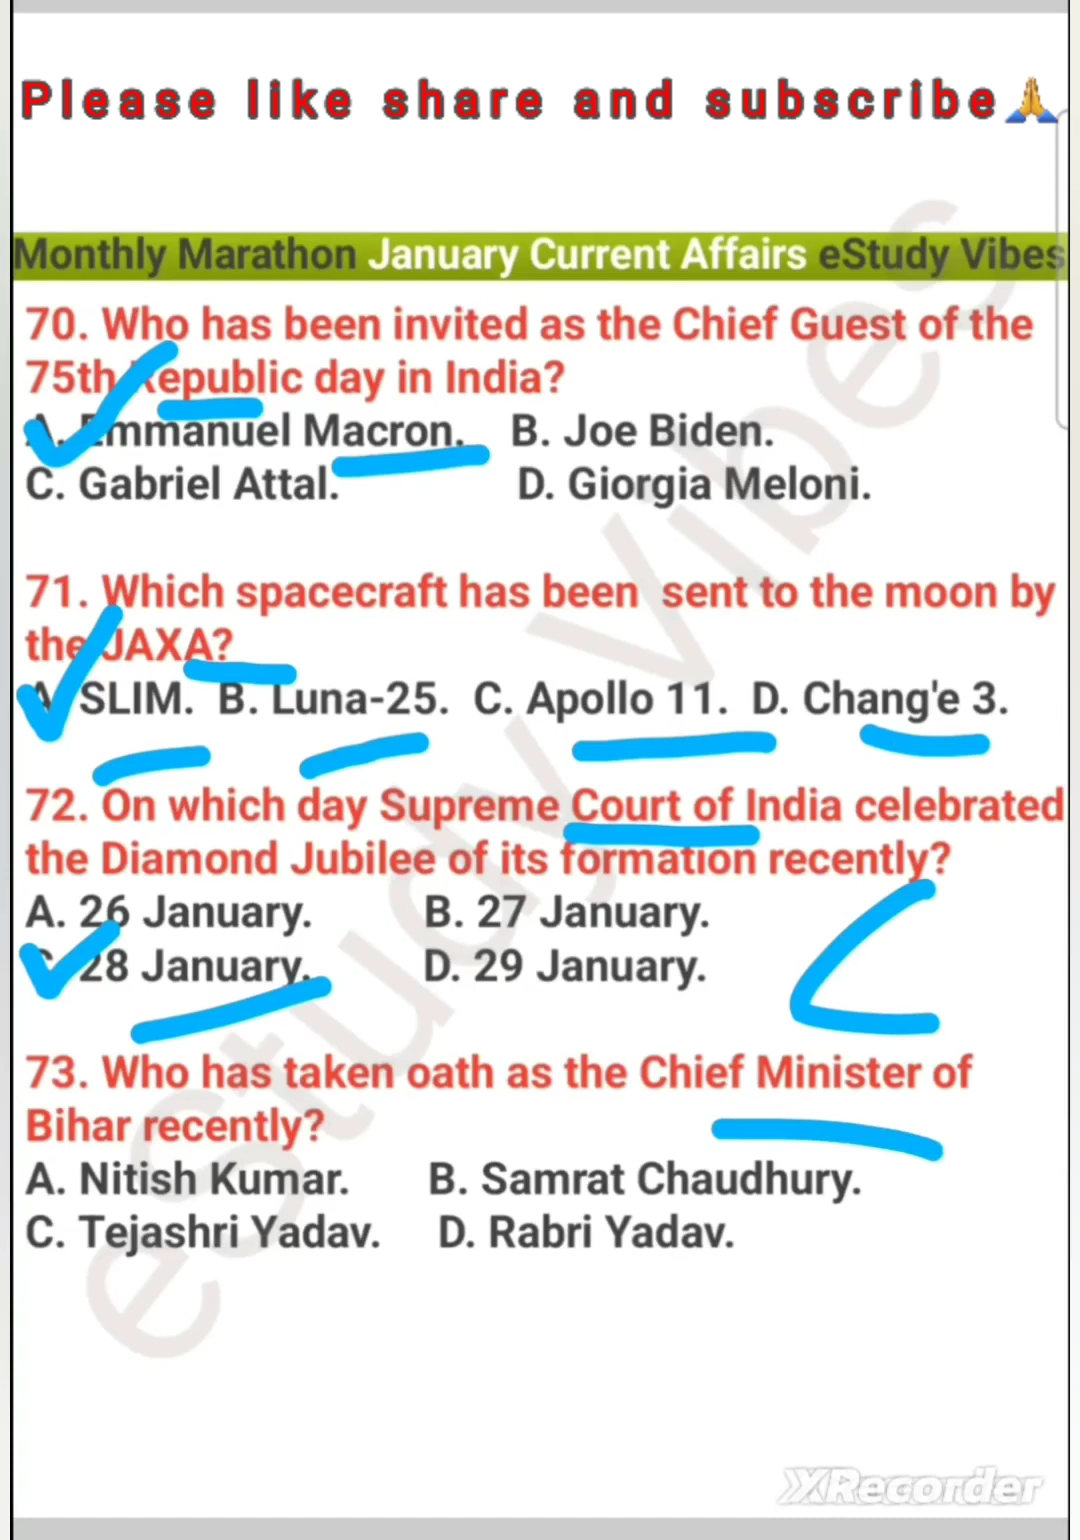 Please like share and subscribe🙏
Monthly Marathon January Current Affairs eStudy Vibes
70. Who has been invited as the Chief Guest of the
75th Republic day in India?
A. Emmanuel Macron. B. Joe Biden.
C. Gabriel Attal. D. Giorgia Meloni.
71. Which spacecraft has been sent to the moon by
the JAXA?
A. SLIM. B. Luna-25. C. Apollo 11. D. Chang'e 3.
72. On which day Supreme Court of India celebrated
the Diamond Jubilee of its formation recently?
A. 26 January. B. 27 January.
C. 28 January. D. 29 January.
73. Who has taken oath as the Chief Minister of
Bihar recently?
A. Nitish Kumar. B. Samrat Chaudhury.
C. Tejashri Yadav. D. Rabri Yadav.
eStudy Vibes
XRecorder